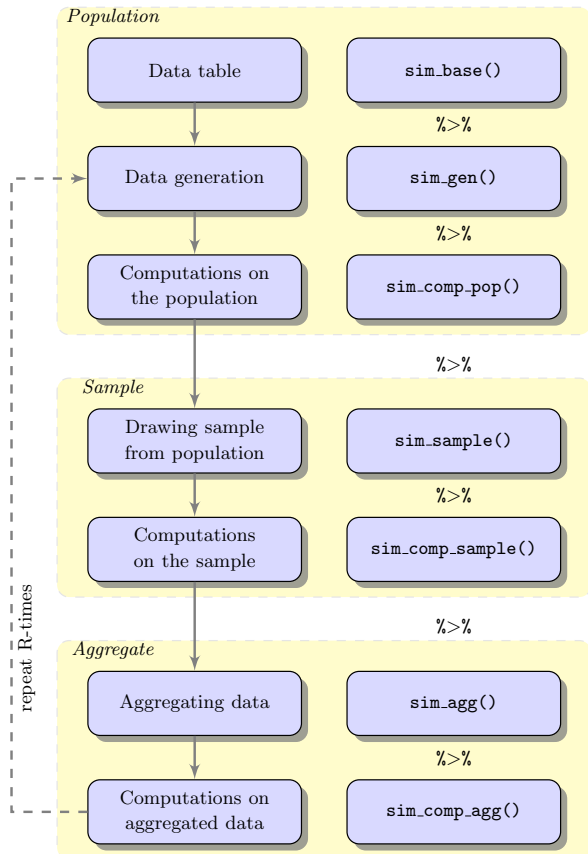 Population
Data table
sim_base()
%>%
Data generation
sim_gen()
%>%
Computations on
the population
sim_comp_pop()
%>%
Sample
Drawing sample
from population
sim_sample()
%>%
Computations
on the sample
sim_comp_sample()
%>%
Aggregate
Aggregating data
sim_agg()
%>%
Computations on
aggregated data
sim_comp_agg()
repeat R-times